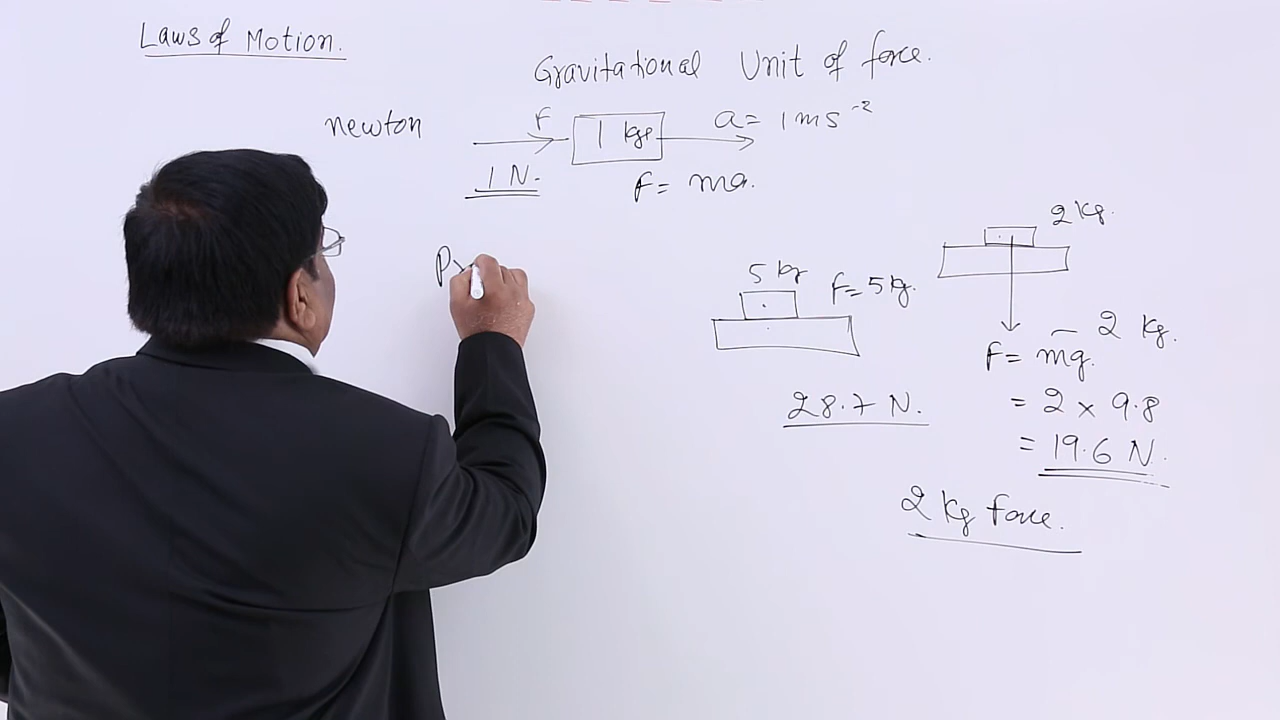 Laws of Motion.
Gravitational Unit of force.
newton
F
1 kg
a = 1 ms⁻²
1 N.
F = ma.
2 kg.
5 kg
F = 5 kg.
2 kg.
F = mg.
28.7 N.
= 2 × 9.8
= 19.6 N.
2 kg force.